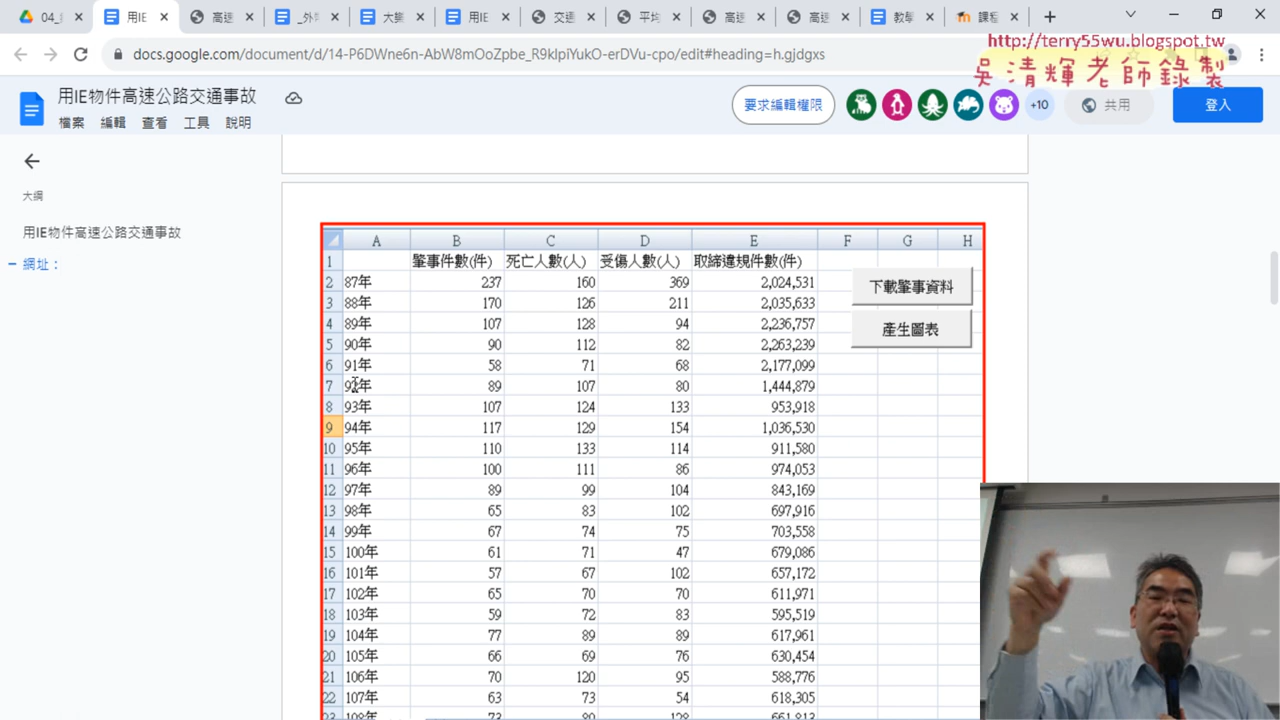 04_
用IE
高速
_外
大數
用IE
交通
平均
高速
高速
教學
課程
docs.google.com/document/d/14-P6DWne6n-AbW8nOoZpbe_R9kIpiYukO-erDVu-cpo/edit#heading=h.gjdgxs
http://terry55wu.blogspot.tw
吳清輝老師錄製
用IE物件高速公路交通事故
檔案 編輯 查看 工具 說明
要求編輯權限
+10
共用
登入
大綱
用IE物件高速公路交通事故
網址：
A B C D E F G H
1 肇事件數(件) 死亡人數(人) 受傷人數(人) 取締違規件數(件)
2 87年 237 160 369 2,024,531
3 88年 170 126 211 2,035,633
4 89年 107 128 94 2,236,757
5 90年 90 112 82 2,263,239
6 91年 58 71 68 2,177,099
7 92年 89 107 80 1,444,879
8 93年 107 124 133 953,918
9 94年 117 129 154 1,036,530
10 95年 110 133 114 911,580
11 96年 100 111 86 974,053
12 97年 89 99 104 843,169
13 98年 65 83 102 697,916
14 99年 67 74 75 703,558
15 100年 61 71 47 679,086
16 101年 57 67 102 657,172
17 102年 65 70 70 611,971
18 103年 59 72 83 595,519
19 104年 77 89 89 617,961
20 105年 66 69 76 630,454
21 106年 70 120 95 588,776
22 107年 63 73 54 618,305
23 108年 73 80 128 661,813
下載肇事資料
產生圖表